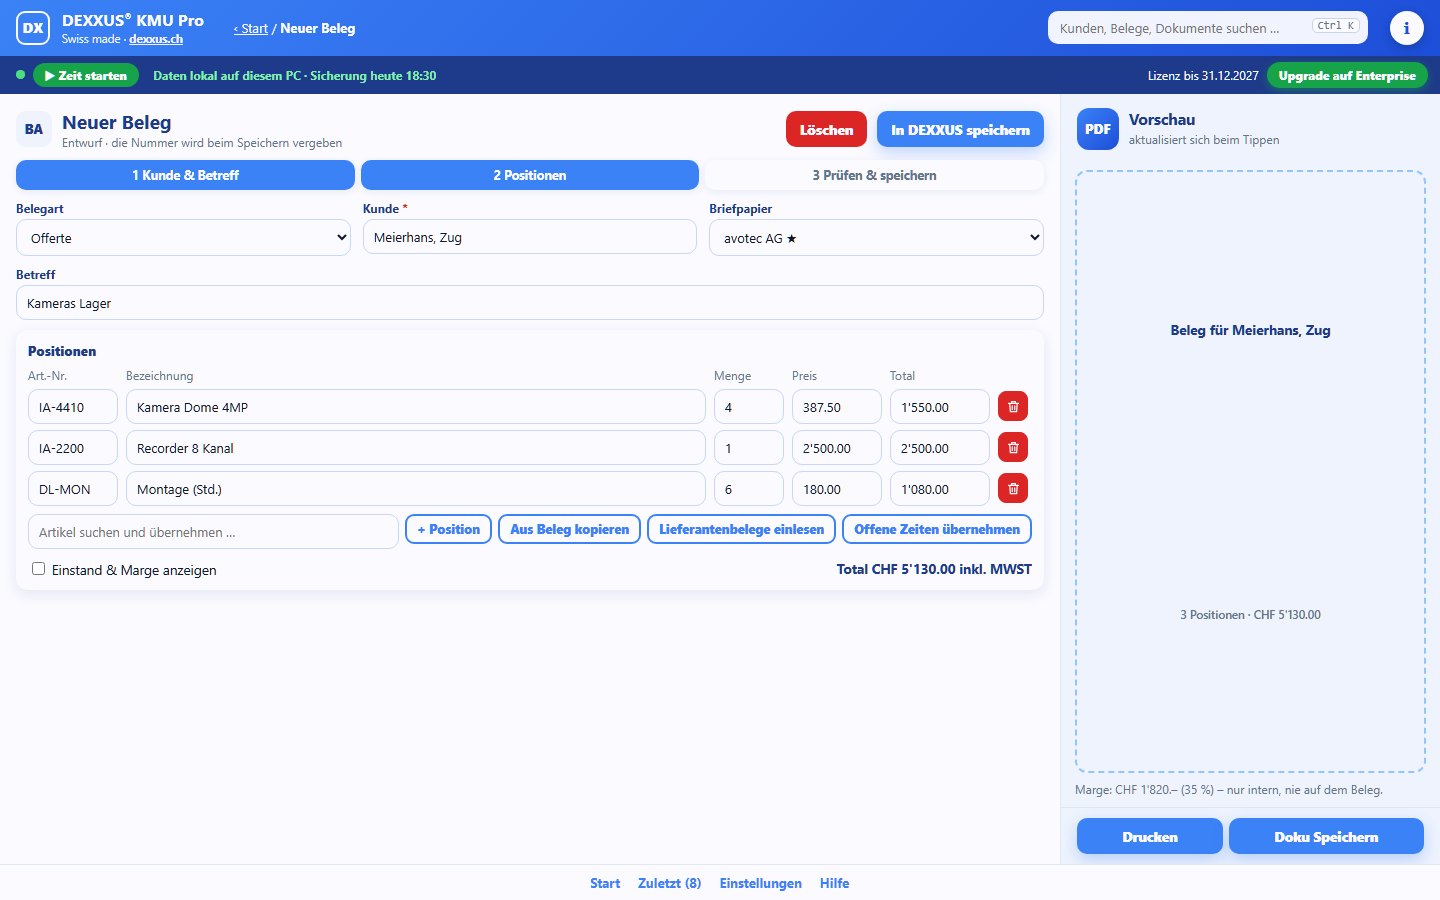 DX DEXXUS® KMU Pro
Swiss made · dexxus.ch
‹ Start / Neuer Beleg
Kunden, Belege, Dokumente suchen ... Ctrl K
i
▶ Zeit starten Daten lokal auf diesem PC · Sicherung heute 18:30
Lizenz bis 31.12.2027 Upgrade auf Enterprise
BA Neuer Beleg
Entwurf · die Nummer wird beim Speichern vergeben
Löschen In DEXXUS speichern
1 Kunde & Betreff 2 Positionen 3 Prüfen & speichern
Belegart Kunde * Briefpapier
Offerte Meierhans, Zug avotec AG ★
Betreff
Kameras Lager
Positionen
Art.-Nr. Bezeichnung Menge Preis Total
IA-4410 Kamera Dome 4MP 4 387.50 1'550.00
IA-2200 Recorder 8 Kanal 1 2'500.00 2'500.00
DL-MON Montage (Std.) 6 180.00 1'080.00
Artikel suchen und übernehmen ... + Position Aus Beleg kopieren Lieferantenbelege einlesen Offene Zeiten übernehmen
Einstand & Marge anzeigen Total CHF 5'130.00 inkl. MWST
PDF Vorschau
aktualisiert sich beim Tippen
Beleg für Meierhans, Zug
3 Positionen · CHF 5'130.00
Marge: CHF 1'820.– (35 %) – nur intern, nie auf dem Beleg.
Drucken Doku Speichern
Start Zuletzt (8) Einstellungen Hilfe